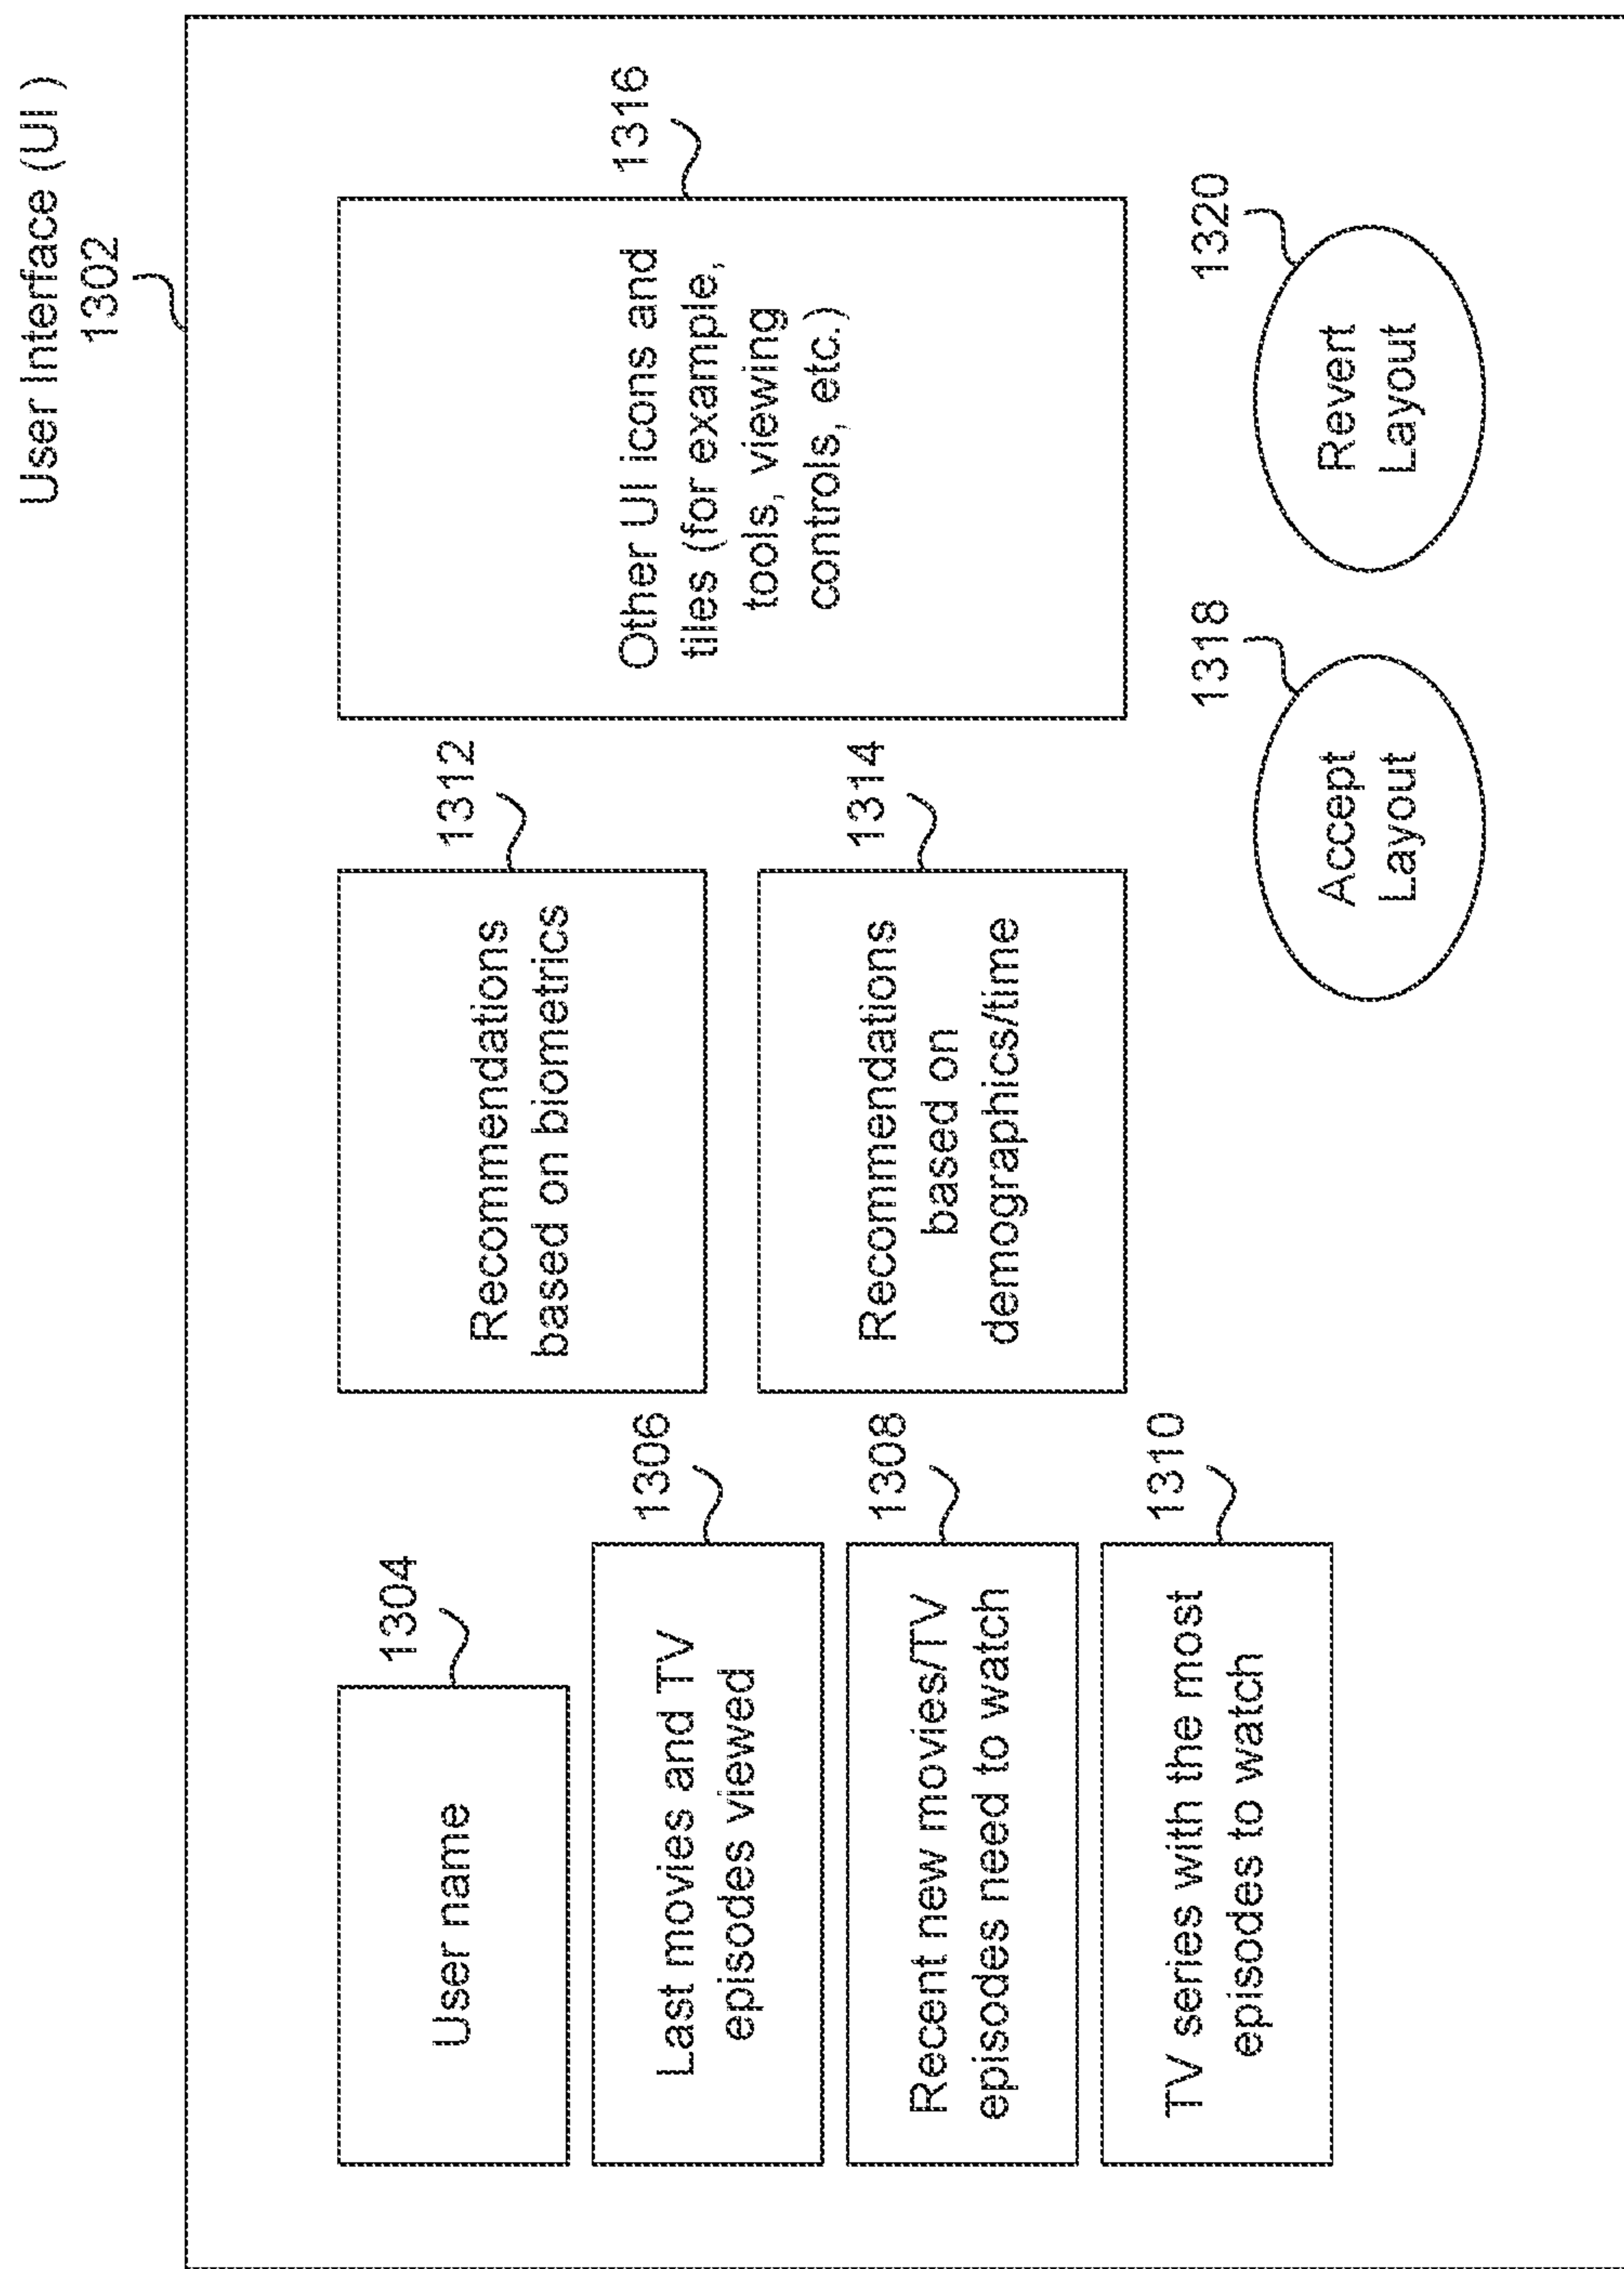 User Interface (UI )
1302
User name
1304
Last movies and TV
episodes viewed
1306
Recent new movies/TV
episodes need to watch
1308
TV series with the most
episodes to watch
1310
Recommendations
based on biometrics
1312
Recommendations
based on
demographics/time
1314
Other UI icons and
tiles (for example,
tools, viewing
controls, etc.)
1316
Accept
Layout
1318
Revert
Layout
1320